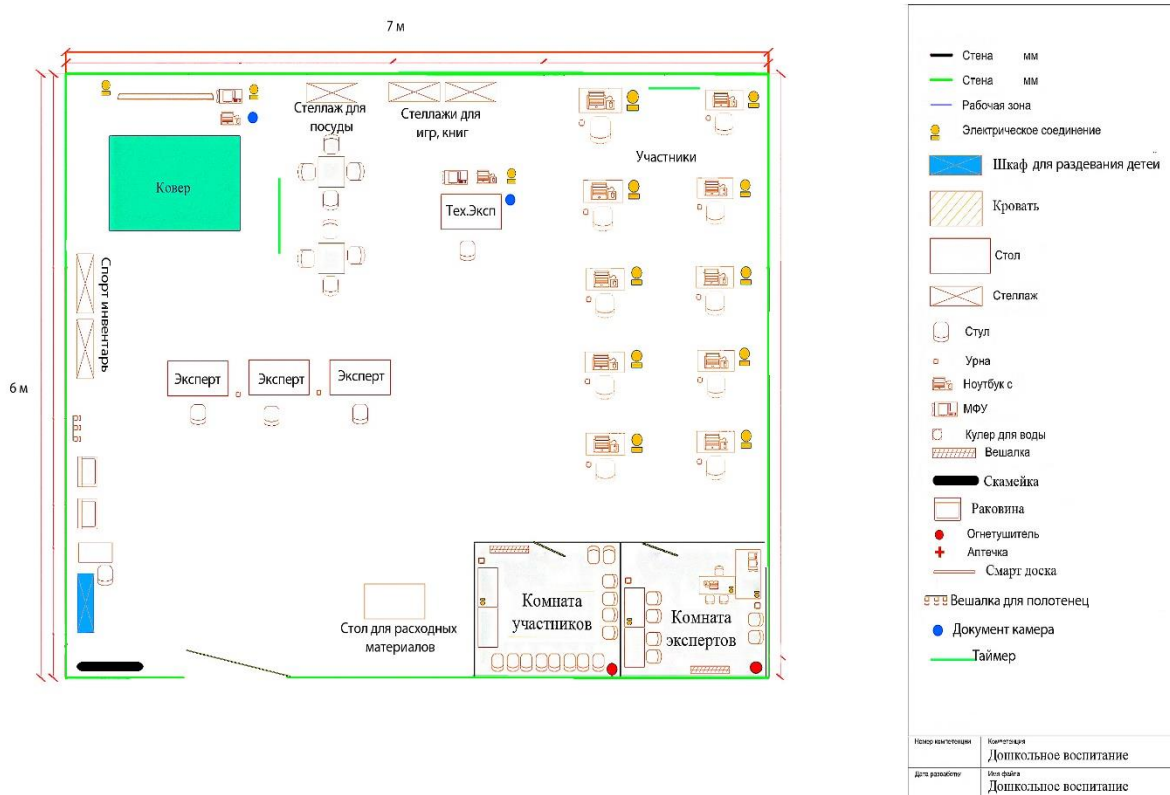 7 м
6 м
Стеллаж для
посуды
Стеллажи для
игр, книг
Участники
Ковер
Тех.Эксп
Спорт инвентарь
Эксперт
Эксперт
Эксперт
Стол для расходных
материалов
Комната
участников
Комната
экспертов
Стена мм
Стена мм
Рабочая зона
Электрическое соединение
Шкаф для раздевания детей
Кровать
Стол
Стеллаж
Стул
Урна
Ноутбук с
МФУ
Кулер для воды
Вешалка
Скамейка
Раковина
Огнетушитель
Аптечка
Смарт доска
Вешалка для полотенец
Документ камера
Таймер
Номер компетенции
Компетенция
Дошкольное воспитание
Дата разработку
Имя файла
Дошкольное воспитание